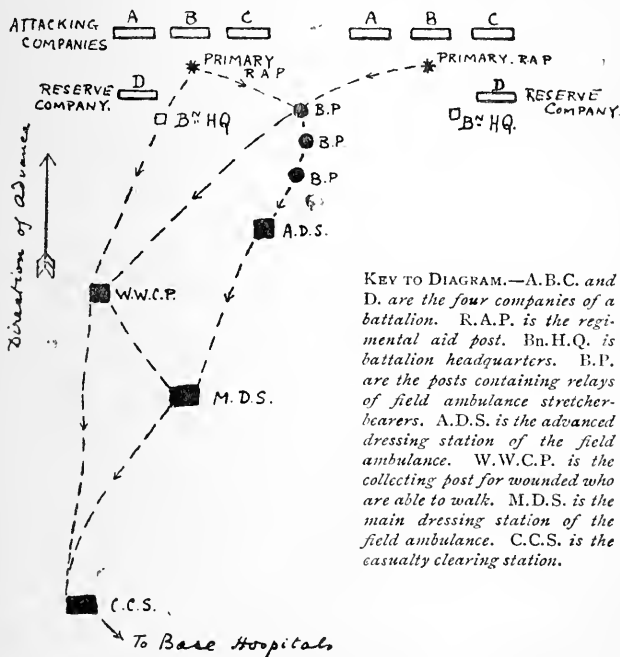 ATTACKING
COMPANIES
A B C A B C
PRIMARY
R A P
PRIMARY. R.A.P
RESERVE
COMPANY.
D
Bᴺ HQ
B.P
B.P
B.P
D
RESERVE
COMPANY.
Bᴺ HQ.
A.D.S.
Direction of Advance
W.W.C.P.
M.D.S.
C.C.S.
To Base Hospitals
KEY TO DIAGRAM.—A.B.C. and
D. are the four companies of a
battalion. R.A.P. is the regi-
mental aid post. Bn.H.Q. is
battalion headquarters. B.P.
are the posts containing relays
of field ambulance stretcher-
bearers. A.D.S. is the advanced
dressing station of the field
ambulance. W.W.C.P. is the
collecting post for wounded who
are able to walk. M.D.S. is the
main dressing station of the
field ambulance. C.C.S. is the
casualty clearing station.